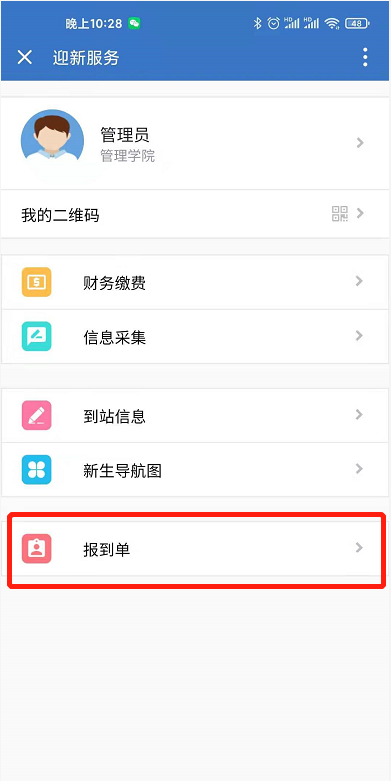 晚上10:28 HD HD 48
迎新服务
管理员
管理学院
我的二维码
财务缴费
信息采集
到站信息
新生导航图
报到单